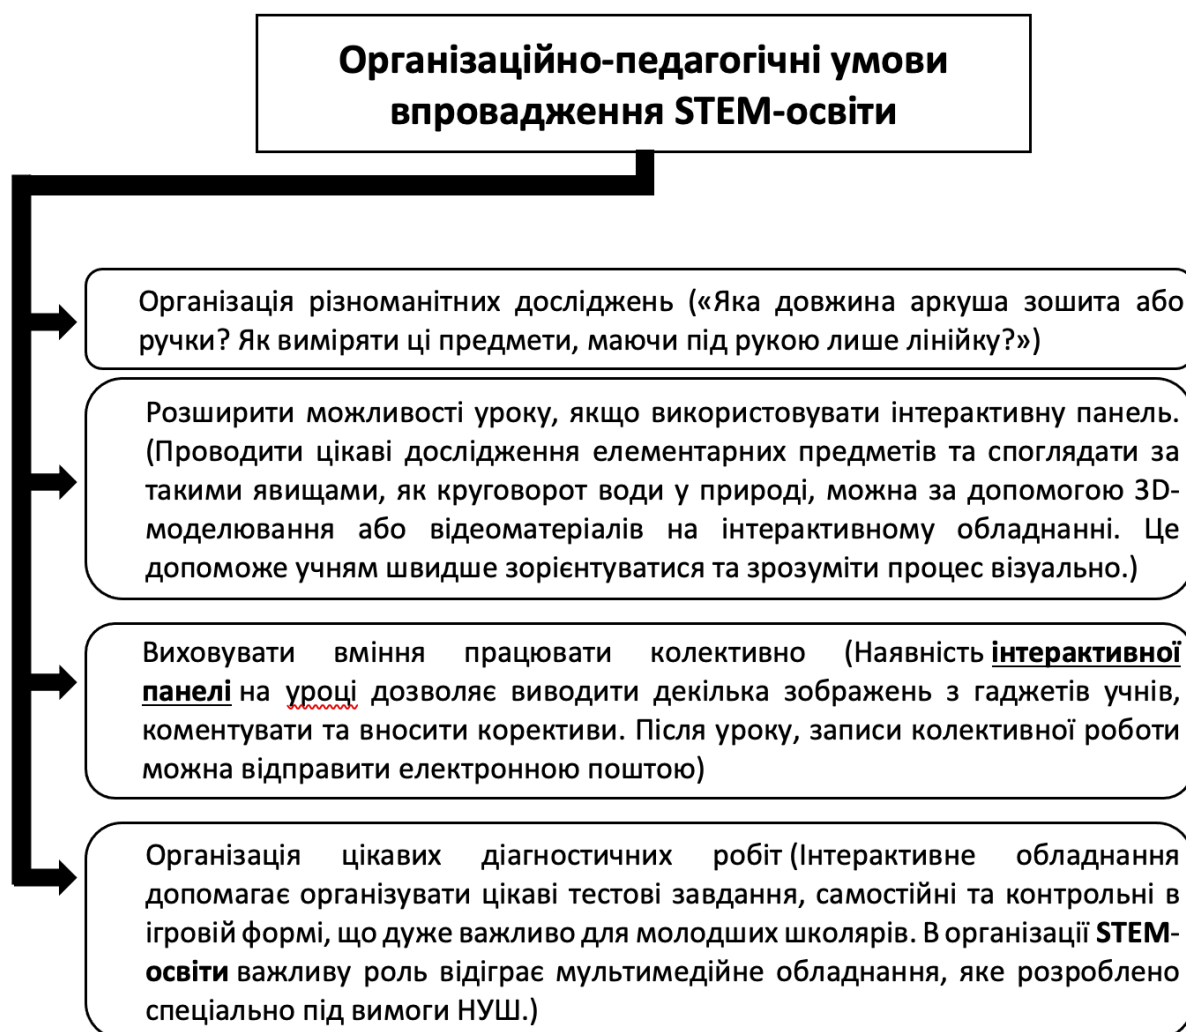 Організаційно-педагогічні умови
впровадження STEM-освіти
Організація різноманітних досліджень («Яка довжина аркуша зошита або
ручки? Як виміряти ці предмети, маючи під рукою лише лінійку?»)
Розширити можливості уроку, якщо використовувати інтерактивну панель.
(Проводити цікаві дослідження елементарних предметів та споглядати за
такими явищами, як круговорот води у природі, можна за допомогою 3D-
моделювання або відеоматеріалів на інтерактивному обладнанні. Це
допоможе учням швидше зорієнтуватися та зрозуміти процес візуально.)
Виховувати вміння працювати колективно (Наявність інтерактивної
панелі на уроці дозволяє виводити декілька зображень з гаджетів учнів,
коментувати та вносити корективи. Після уроку, записи колективної роботи
можна відправити електронною поштою)
Організація цікавих діагностичних робіт (Інтерактивне обладнання
допомагає організувати цікаві тестові завдання, самостійні та контрольні в
ігровій формі, що дуже важливо для молодших школярів. В організації STEM-
освіти важливу роль відіграє мультимедійне обладнання, яке розроблено
спеціально під вимоги НУШ.)